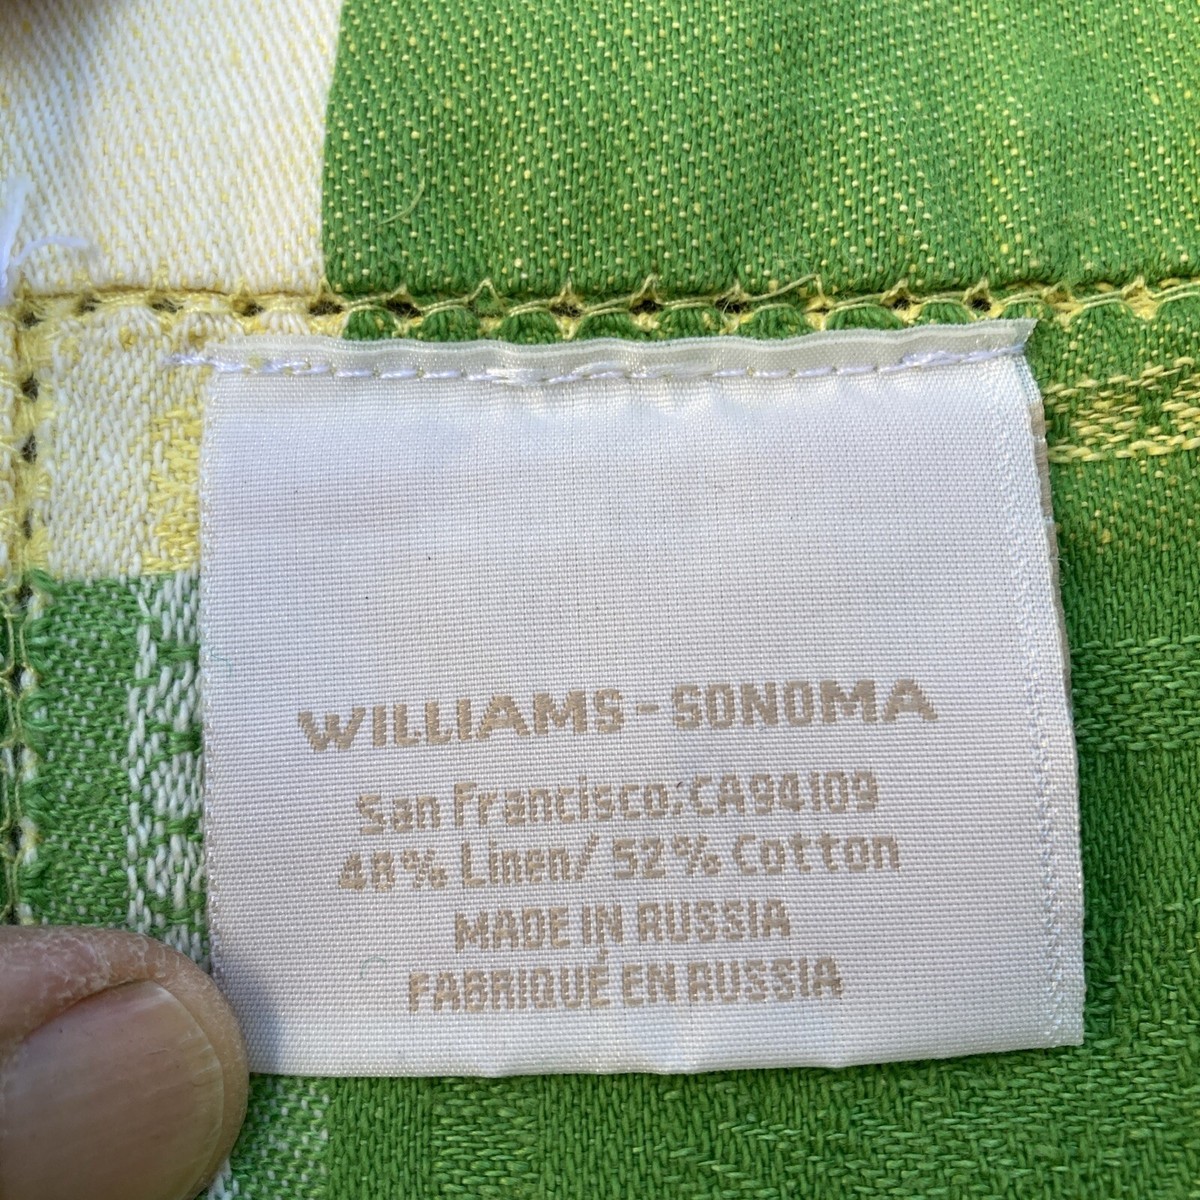 WILLIAMS-SONOMA
San Francisco, CA94109
48% Linen/ 52% Cotton
MADE IN RUSSIA
FABRIQUÉ EN RUSSIA